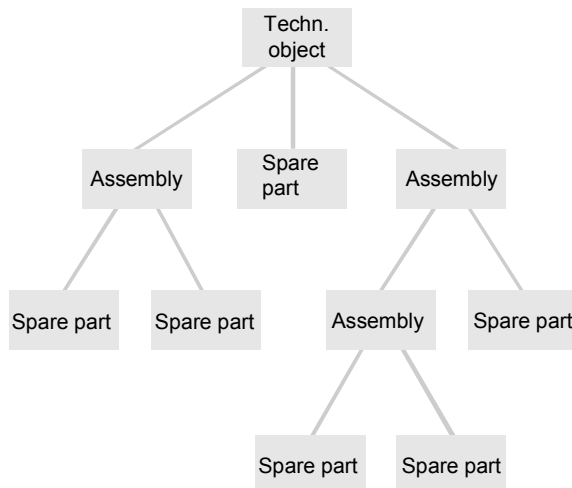 Techn.
object
Assembly
Spare
part
Assembly
Spare part
Spare part
Assembly
Spare part
Spare part
Spare part